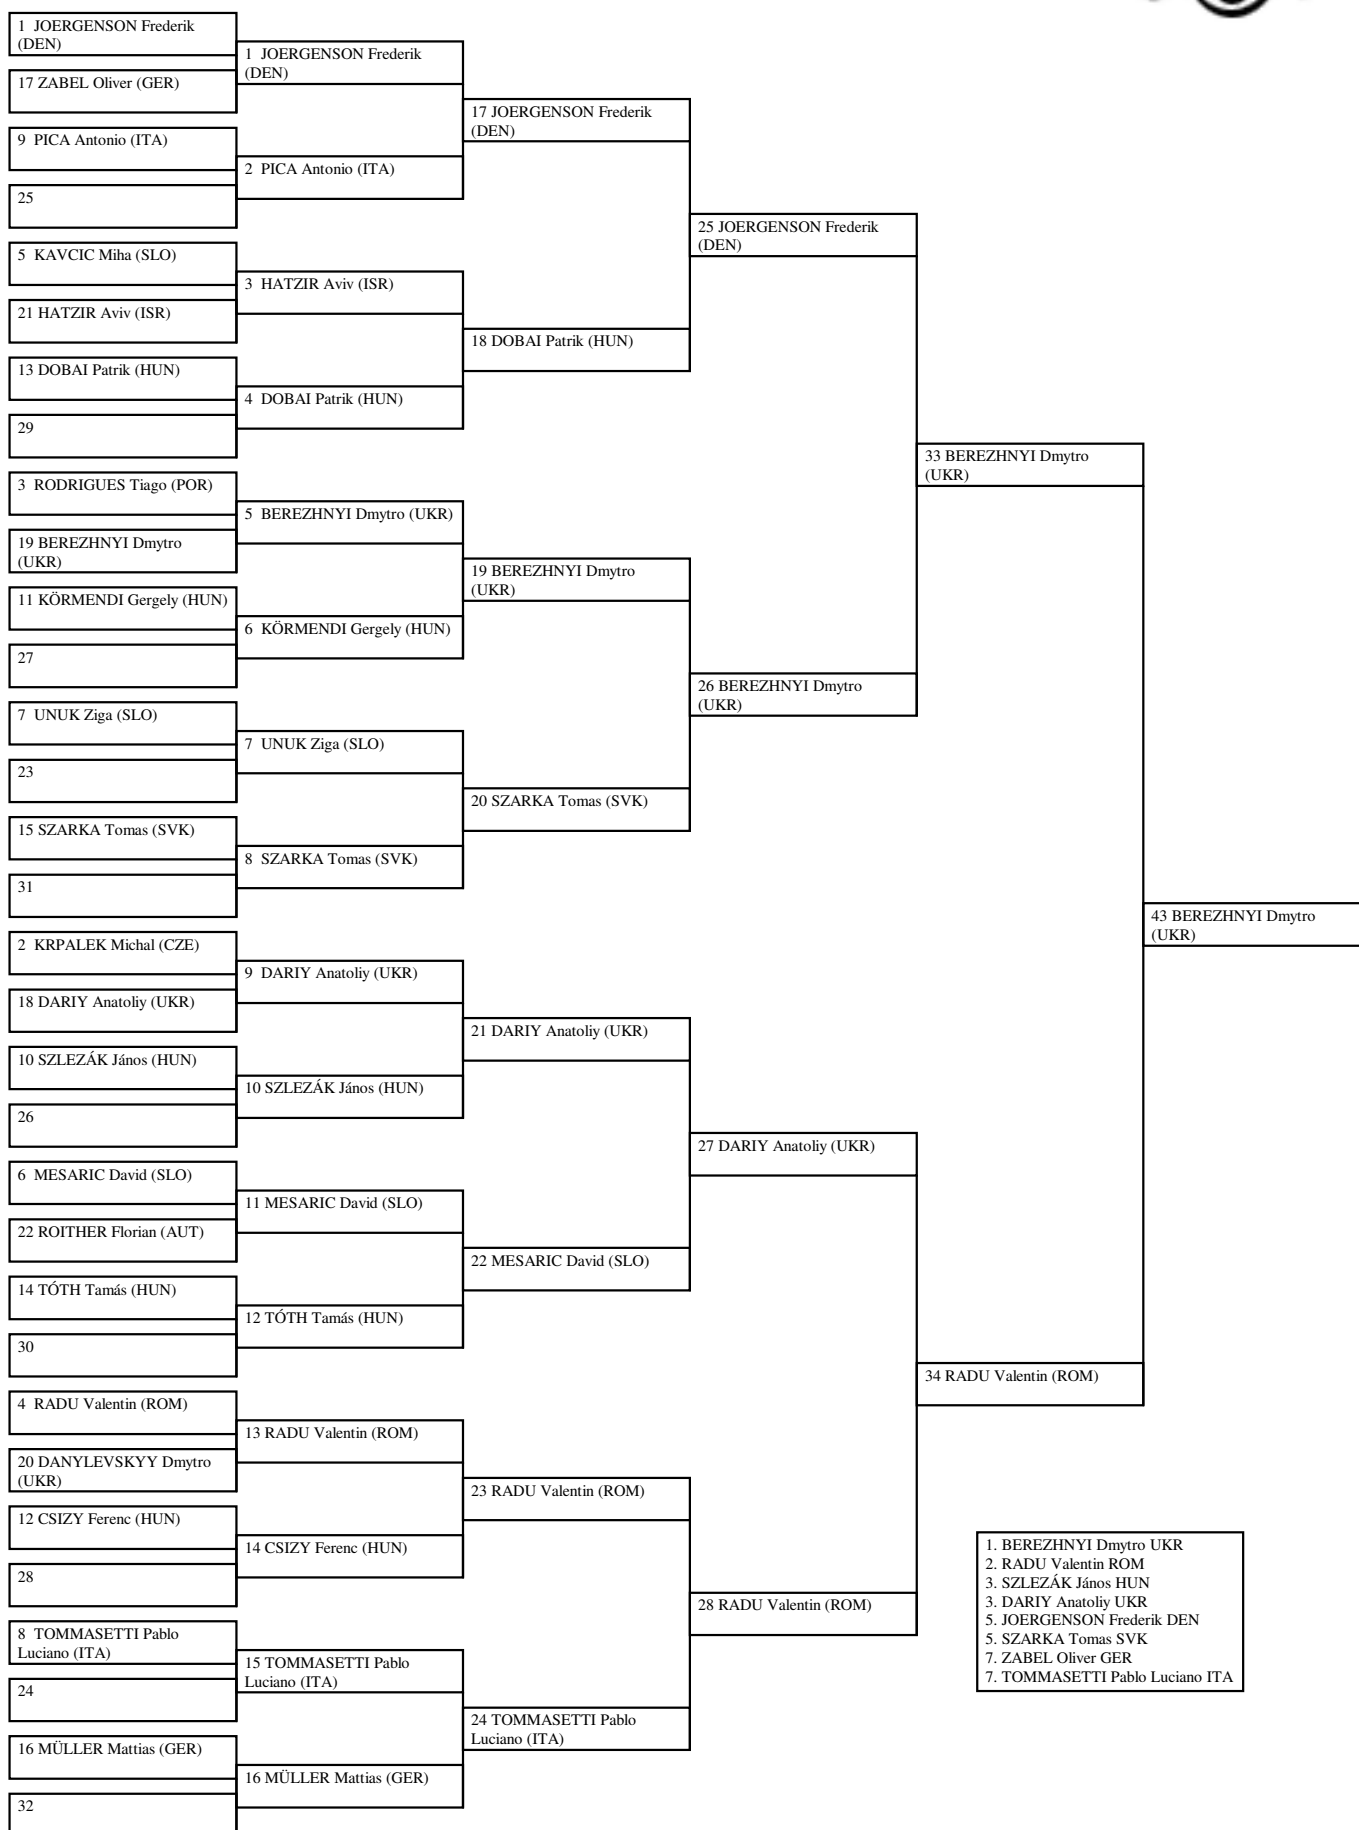 1 JOERGENSON Frederik
(DEN)
17 ZABEL Oliver (GER)
9 PICA Antonio (ITA)
25
5 KAVCIC Miha (SLO)
21 HATZIR Aviv (ISR)
13 DOBAI Patrik (HUN)
29
3 RODRIGUES Tiago (POR)
19 BEREZHNYI Dmytro
(UKR)
11 KÖRMENDI Gergely (HUN)
27
7 UNUK Ziga (SLO)
23
15 SZARKA Tomas (SVK)
31
2 KRPALEK Michal (CZE)
18 DARIY Anatoliy (UKR)
10 SZLEZÁK János (HUN)
26
6 MESARIC David (SLO)
22 ROITHER Florian (AUT)
14 TÓTH Tamás (HUN)
30
4 RADU Valentin (ROM)
20 DANYLEVSKYY Dmytro
(UKR)
12 CSIZY Ferenc (HUN)
28
8 TOMMASETTI Pablo
Luciano (ITA)
24
16 MÜLLER Mattias (GER)
32
1 JOERGENSON Frederik
(DEN)
2 PICA Antonio (ITA)
3 HATZIR Aviv (ISR)
4 DOBAI Patrik (HUN)
5 BEREZHNYI Dmytro (UKR)
6 KÖRMENDI Gergely (HUN)
7 UNUK Ziga (SLO)
8 SZARKA Tomas (SVK)
9 DARIY Anatoliy (UKR)
10 SZLEZÁK János (HUN)
11 MESARIC David (SLO)
12 TÓTH Tamás (HUN)
13 RADU Valentin (ROM)
14 CSIZY Ferenc (HUN)
15 TOMMASETTI Pablo
Luciano (ITA)
16 MÜLLER Mattias (GER)
17 JOERGENSON Frederik
(DEN)
18 DOBAI Patrik (HUN)
19 BEREZHNYI Dmytro
(UKR)
20 SZARKA Tomas (SVK)
21 DARIY Anatoliy (UKR)
22 MESARIC David (SLO)
23 RADU Valentin (ROM)
24 TOMMASETTI Pablo
Luciano (ITA)
25 JOERGENSON Frederik
(DEN)
26 BEREZHNYI Dmytro
(UKR)
27 DARIY Anatoliy (UKR)
28 RADU Valentin (ROM)
33 BEREZHNYI Dmytro
(UKR)
34 RADU Valentin (ROM)
43 BEREZHNYI Dmytro
(UKR)
1. BEREZHNYI Dmytro UKR
2. RADU Valentin ROM
3. SZLEZÁK János HUN
3. DARIY Anatoliy UKR
5. JOERGENSON Frederik DEN
5. SZARKA Tomas SVK
7. ZABEL Oliver GER
7. TOMMASETTI Pablo Luciano ITA